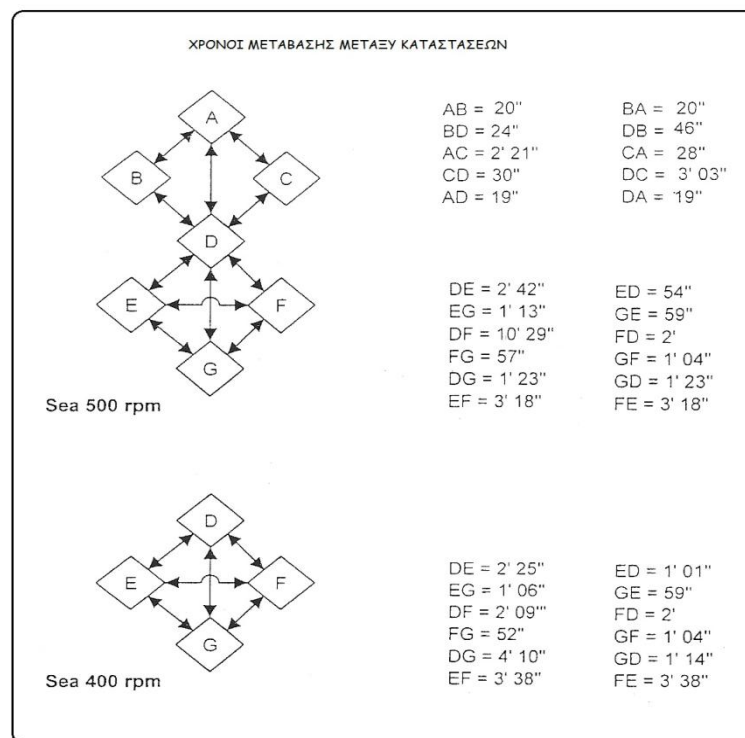 ΧΡΟΝΟΙ ΜΕΤΑΒΑΣΗΣ ΜΕΤΑΞΥ ΚΑΤΑΣΤΑΣΕΩΝ
A
B
C
D
E
F
G
Sea 500 rpm
AB = 20"
BD = 24"
AC = 2' 21"
CD = 30"
AD = 19"
BA = 20"
DB = 46"
CA = 28"
DC = 3' 03"
DA = 19"
DE = 2' 42"
EG = 1' 13"
DF = 10' 29"
FG = 57"
DG = 1' 23"
EF = 3' 18"
ED = 54"
GE = 59"
FD = 2'
GF = 1' 04"
GD = 1' 23"
FE = 3' 18"
D
E
F
G
Sea 400 rpm
DE = 2' 25"
EG = 1' 06"
DF = 2' 09'"
FG = 52"
DG = 4' 10"
EF = 3' 38"
ED = 1' 01"
GE = 59"
FD = 2'
GF = 1' 04"
GD = 1' 14"
FE = 3' 38"